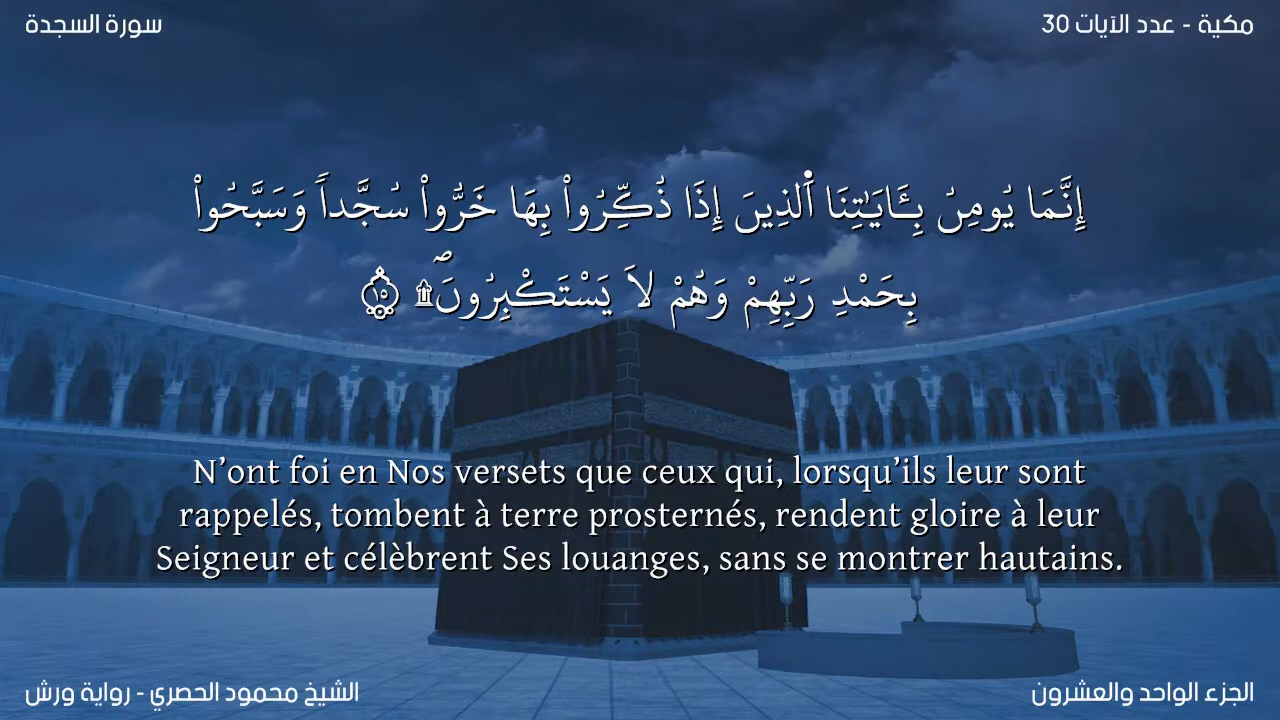 مكية - عدد الآيات 30
سورة السجدة
إِنَّمَا يُومِنُ بِـَٔايَٰتِنَا اَ۬لذِينَ إِذَا ذُكِّرُواْ بِهَا خَرُّواْ سُجَّداٗ وَسَبَّحُواْ
بِحَمْدِ رَبِّهِمْ وَهُمْ لَا يَسْتَكْبِرُونَۖ ۩ ١٥
N’ont foi en Nos versets que ceux qui, lorsqu’ils leur sont
rappelés, tombent à terre prosternés, rendent gloire à leur
Seigneur et célèbrent Ses louanges, sans se montrer hautains.
الجزء الواحد والعشرون
الشيخ محمود الحصري - رواية ورش